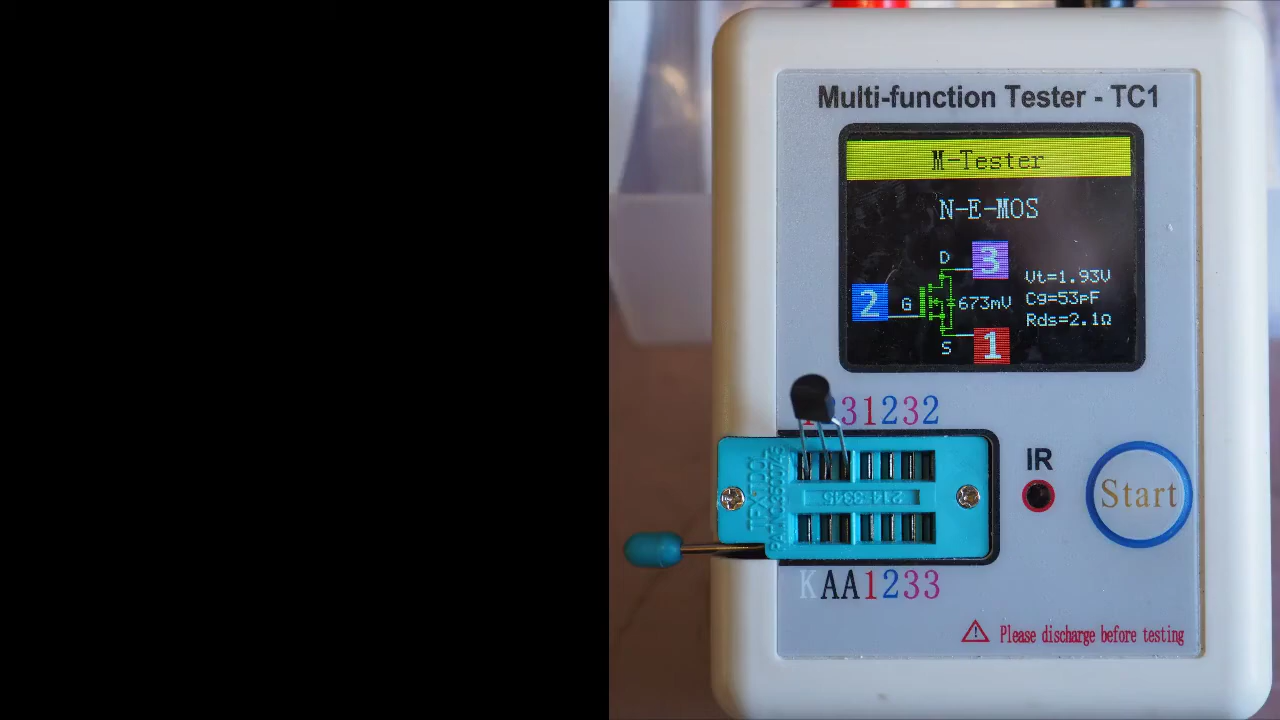 Multi-function Tester - TC1
M-Tester
N-E-MOS
D 3
Vt=1.93V
2 G 673mV Cg=53pF
Rds=2.1Ω
S 1
31232
IR
Start
KAA1233
Please discharge before testing